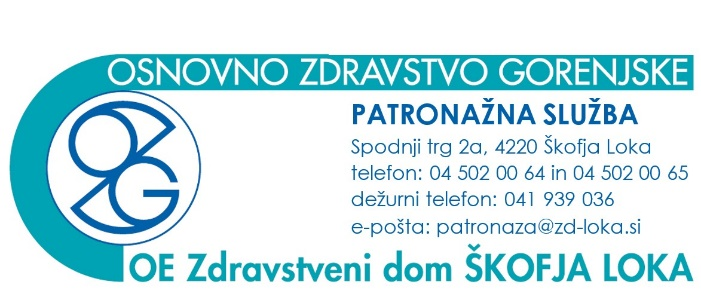 OSNOVNO ZDRAVSTVO GORENJSKE
PATRONAŽNA SLUŽBA
Spodnji trg 2a, 4220 Škofja Loka
telefon: 04 502 00 64 in 04 502 00 65
dežurni telefon: 041 939 036
e-pošta: patronaza@zd-loka.si
OZG
OE Zdravstveni dom ŠKOFJA LOKA